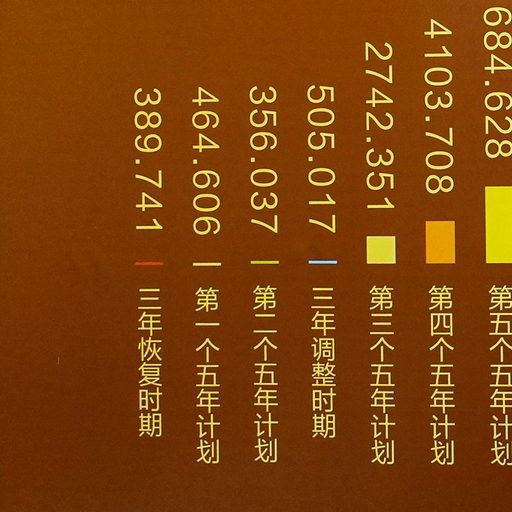 389.741
464.606
356.037
505.017
2742.351
4103.708
684.628
三年恢复时期
第一个五年计划
第二个五年计划
三年调整时期
第三个五年计划
第四个五年计划
第五个五年计划